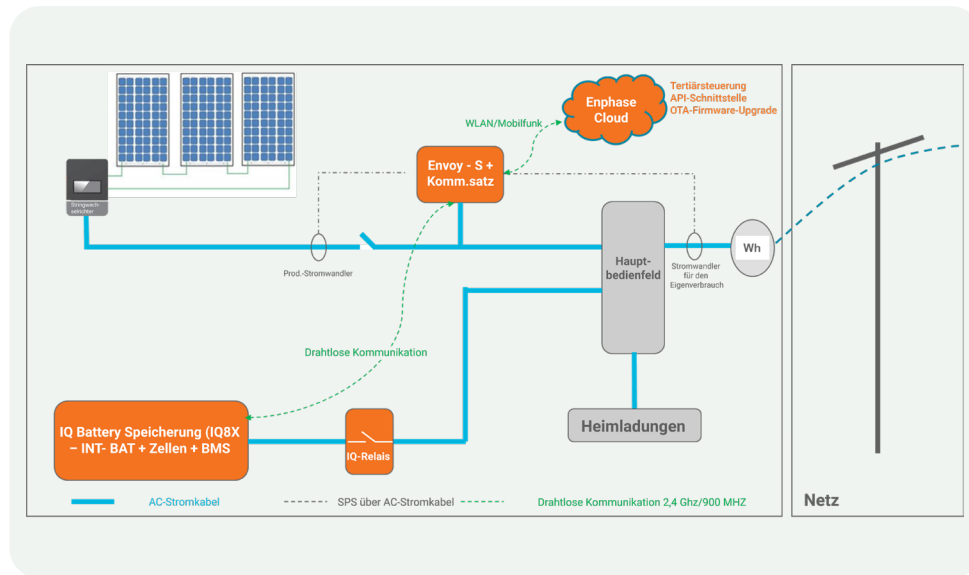 Enphase
Cloud
Tertiärsteuerung
API-Schnittstelle
OTA-Firmware-Upgrade
WLAN/Mobilfunk
Envoy - S +
Komm.satz
Stringwech-
selrichter
Prod.-Stromwandler
Haupt-
bedienfeld
Stromwandler
für den
Eigenverbrauch
Wh
Drahtlose Kommunikation
IQ Battery Speicherung (IQ8X
– INT- BAT + Zellen + BMS
IQ-Relais
Heimladungen
AC-Stromkabel
SPS über AC-Stromkabel
Drahtlose Kommunikation 2,4 Ghz/900 MHZ
Netz